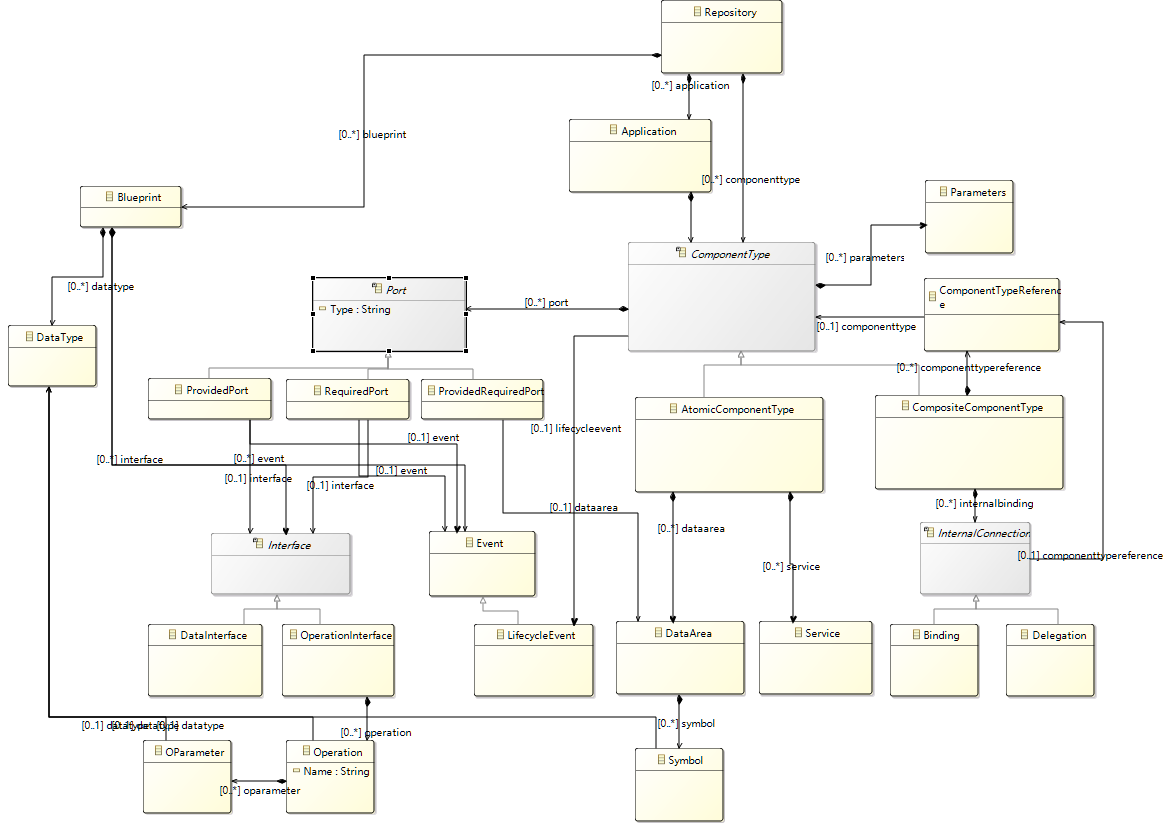 Repository
[0..*] application
Application
[0..*] blueprint
[0..*] componenttype
Blueprint
Parameters
ComponentType
[0..*] parameters
[0..*] datatype
Port
Type : String
[0..*] port
ComponentTypeReferenc
e
[0..1] componenttype
DataType
[0..*] componenttypereference
ProvidedPort
RequiredPort
ProvidedRequiredPort
AtomicComponentType
CompositeComponentType
[0..1] lifecycleevent
[0..1] event
[0..*] interface
[0..*] event
[0..1] event
[0..1] interface
[0..1] interface
[0..*] internalbinding
[0..1] dataarea
[0..*] dataarea
InternalConnection
Interface
Event
[0..1] componenttypereference
[0..*] service
DataInterface
OperationInterface
LifecycleEvent
DataArea
Service
Binding
Delegation
[0..1] datatype
[0..*] symbol
[0..*] operation
OParameter
Operation
Name : String
Symbol
[0..*] oparameter